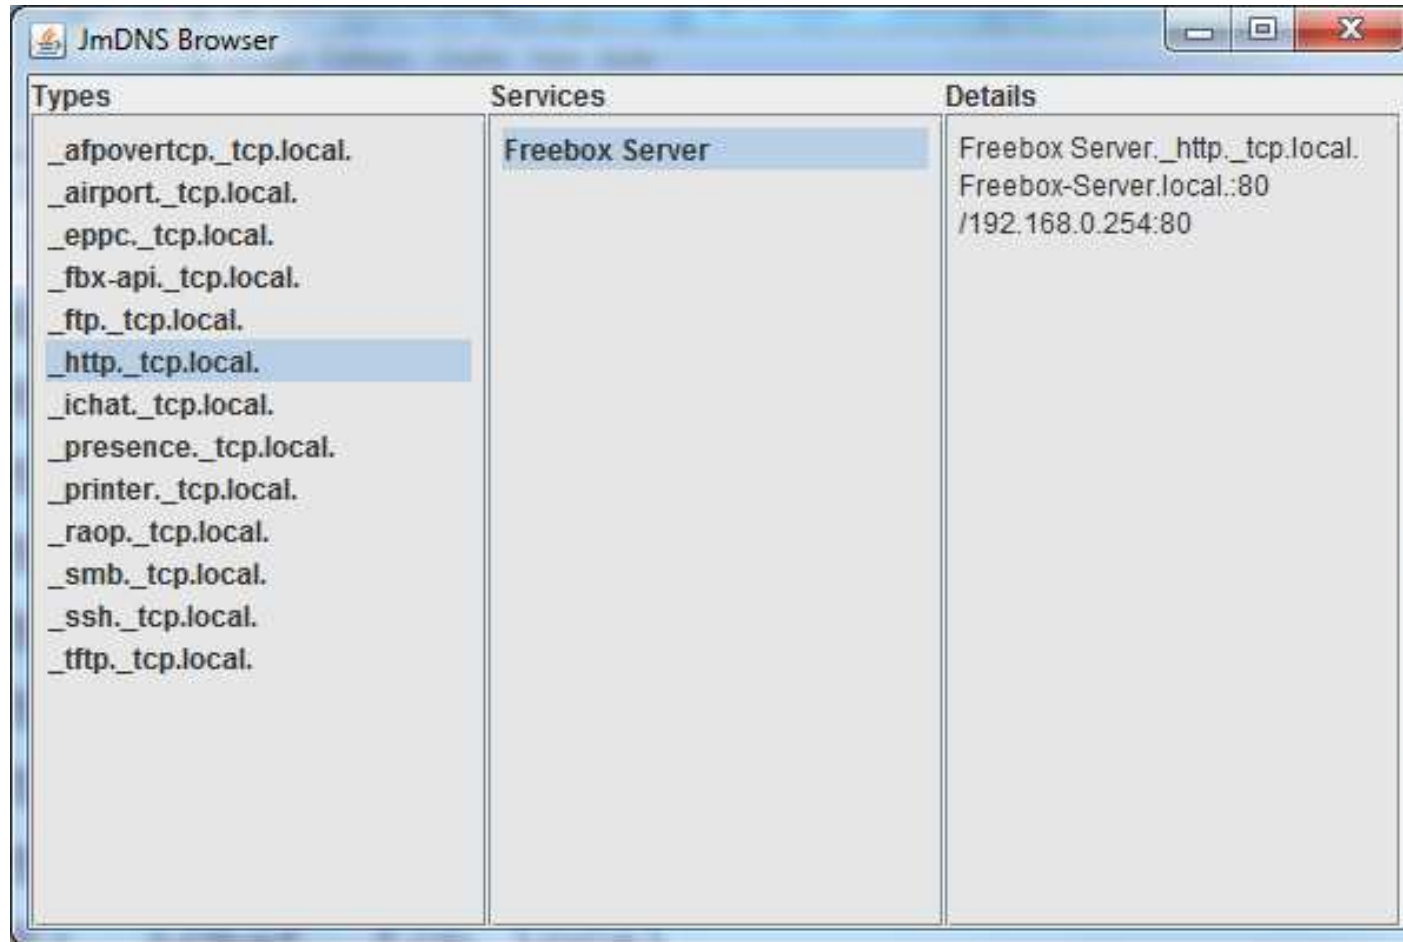 JmDNS Browser
Types
Services
Details
_afpovertcp._tcp.local.
_airport._tcp.local.
_eppc._tcp.local.
_fbx-api._tcp.local.
_ftp._tcp.local.
_http._tcp.local.
_ichat._tcp.local.
_presence._tcp.local.
_printer._tcp.local.
_raop._tcp.local.
_smb._tcp.local.
_ssh._tcp.local.
_tftp._tcp.local.
Freebox Server
Freebox Server._http._tcp.local.
Freebox-Server.local.:80
/192.168.0.254:80